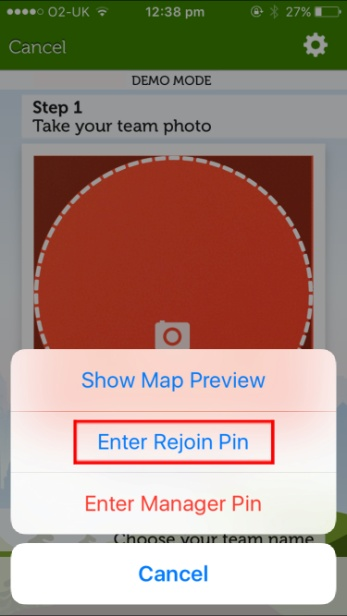 O2-UK 12:38 pm 27%
Cancel
DEMO MODE
Step 1
Take your team photo
Show Map Preview
Enter Rejoin Pin
Enter Manager Pin
Choose your team name
Cancel